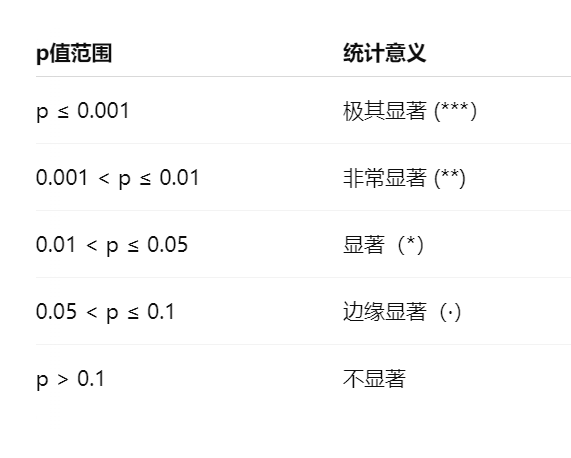 p值范围 统计意义
p ≤ 0.001 极其显著 (***)
0.001 < p ≤ 0.01 非常显著 (**)
0.01 < p ≤ 0.05 显著（*）
0.05 < p ≤ 0.1 边缘显著（·）
p > 0.1 不显著